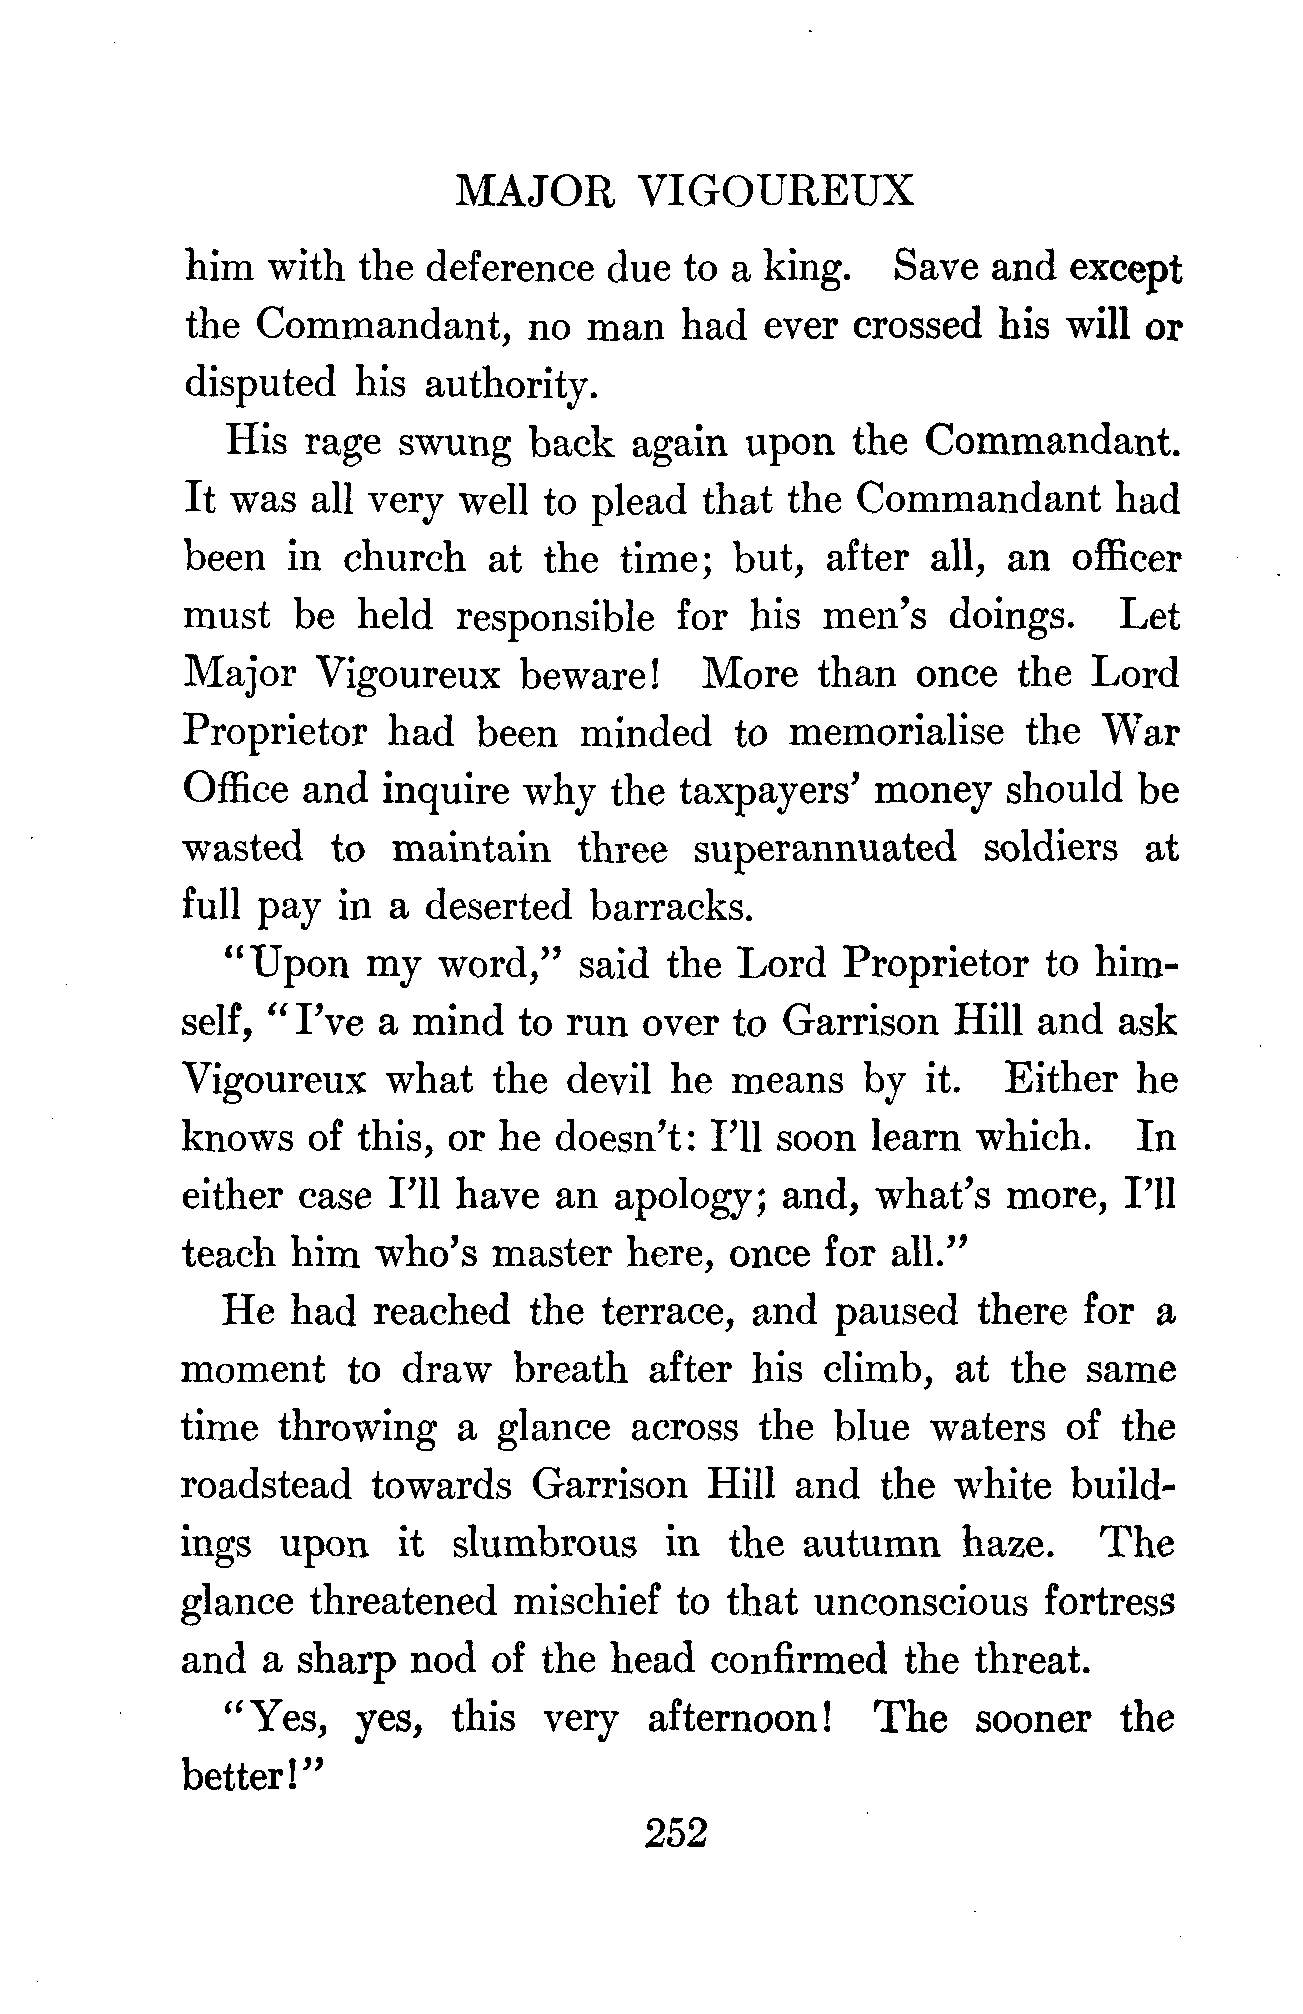 MAJOR VIGOUREUX
him with the deference due to a king. Save and except
the Commandant, no man had ever crossed his will or
disputed his authority.
His rage swung back again upon the Commandant.
It was all very well to plead that the Commandant had
been in church at the time; but, after all, an officer
must be held responsible for his men's doings. Let
Major Vigoureux beware! More than once the Lord
Proprietor had been minded to memorialise the War
Office and inquire why the taxpayers' money should be
wasted to maintain three superannuated soldiers at
full pay in a deserted barracks.
"Upon my word," said the Lord Proprietor to him-
self, "I've a mind to run over to Garrison Hill and ask
Vigoureux what the devil he means by it. Either he
knows of this, or he doesn't: I'll soon learn which. In
either case I'll have an apology; and, what's more, I'll
teach him who's master here, once for all."
He had reached the terrace, and paused there for a
moment to draw breath after his climb, at the same
time throwing a glance across the blue waters of the
roadstead towards Garrison Hill and the white build-
ings upon it slumbrous in the autumn haze. The
glance threatened mischief to that unconscious fortress
and a sharp nod of the head confirmed the threat.
"Yes, yes, this very afternoon! The sooner the
better!"
252